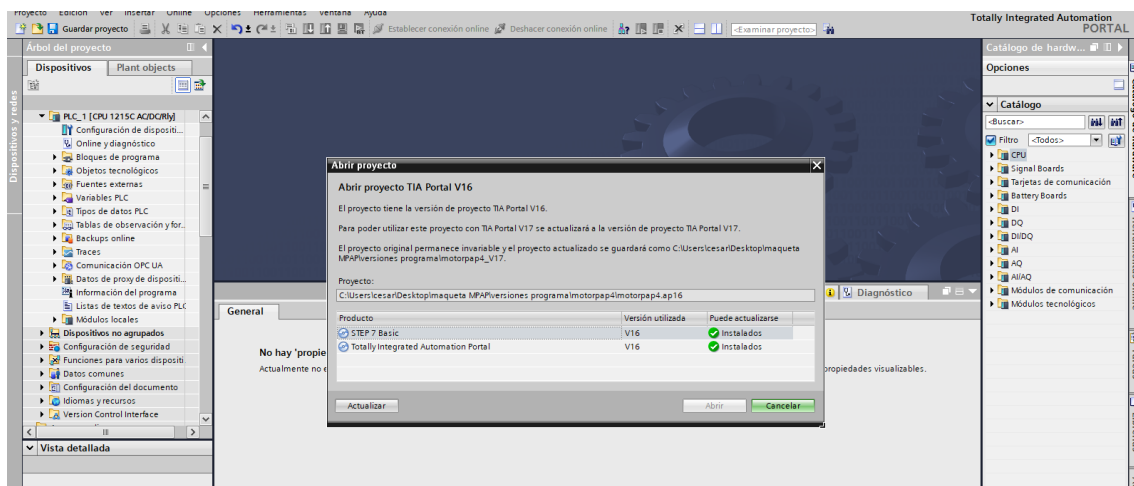 Proyecto Edición Ver Insertar Online Opciones Herramientas Ventana Ayuda
Totally Integrated Automation
PORTAL
Guardar proyecto
Establecer conexión online
Deshacer conexión online
<Examinar proyecto>
Árbol del proyecto
Dispositivos
Plant objects
Dispositivos y redes
PLC_1 [CPU 1215C AC/DC/Rly]
Configuración de dispositi...
Online y diagnóstico
Bloques de programa
Objetos tecnológicos
Fuentes externas
Variables PLC
Tipos de datos PLC
Tablas de observación y for..
Backups online
Traces
Comunicación OPC UA
Datos de proxy de dispositi...
Información del programa
Listas de textos de aviso PLC
Módulos locales
Dispositivos no agrupados
Configuración de seguridad
Funciones para varios dispositi
Datos comunes
Configuración del documento
Idiomas y recursos
Version Control Interface
Vista detallada
Abrir proyecto
Abrir proyecto TIA Portal V16
El proyecto tiene la versión de proyecto TIA Portal V16.
Para poder utilizar este proyecto con TIA Portal V17 se actualizará a la versión de proyecto TIA Portal V17.
El proyecto original permanece invariable y el proyecto actualizado se guardará como C:\Users\cesar\Desktop\maqueta
MPAP\versiones programa\motorpap4_V17.
Proyecto:
C:\Users\cesar\Desktop\maqueta MPAP\versiones programa\motorpap4\motorpap4.ap16
Producto
Versión utilizada
Puede actualizarse
STEP 7 Basic
V16
Instalados
Totally Integrated Automation Portal
V16
Instalados
Actualizar
Abrir
Cancelar
General
Diagnóstico
No hay 'propie
Actualmente no
propiedades visualizables.
Catálogo de hardw...
Opciones
Catálogo
<Buscar>
Filtro
<Todos>
CPU
Signal Boards
Tarjetas de comunicación
Battery Boards
DI
DQ
DI/DQ
AI
AQ
AI/AQ
Módulos de comunicación
Módulos tecnológicos